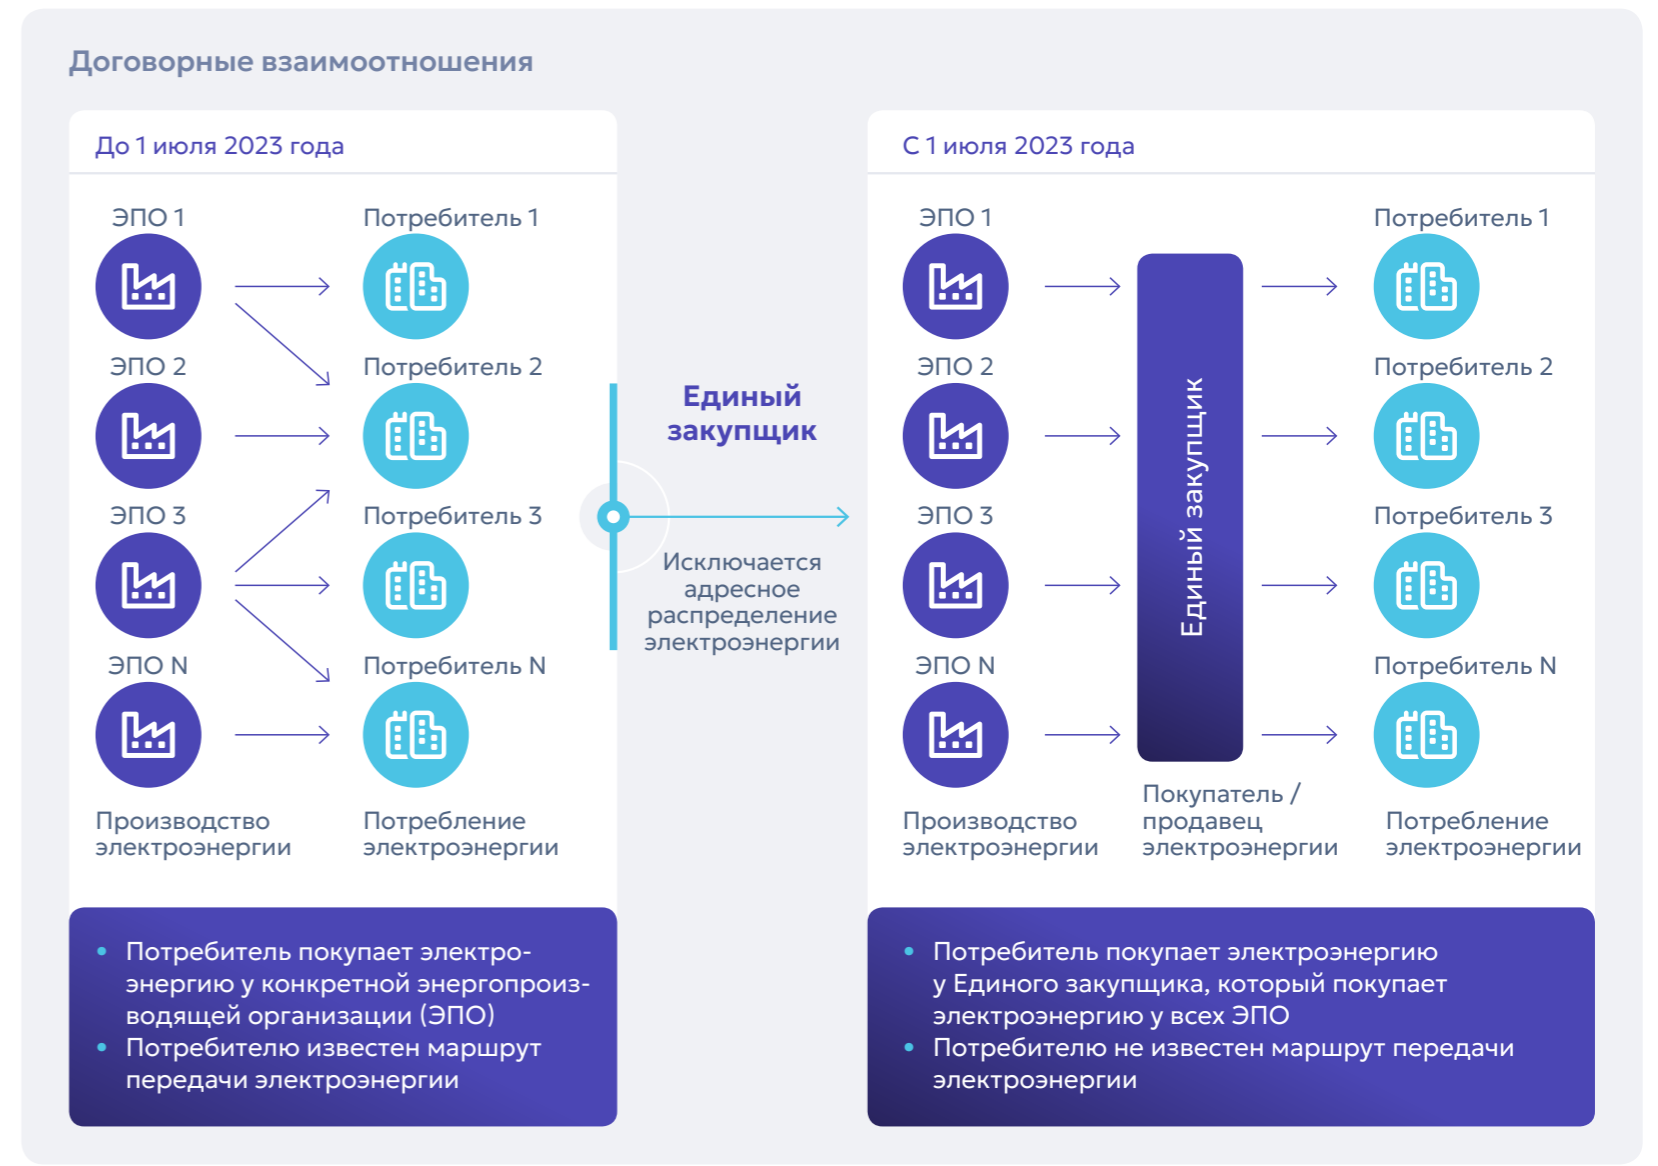 Договорные взаимоотношения
До 1 июля 2023 года
ЭПО 1
Потребитель 1
ЭПО 2
Потребитель 2
ЭПО 3
Потребитель 3
ЭПО N
Потребитель N
Производство
электроэнергии
Потребление
электроэнергии
• Потребитель покупает электро-
энергию у конкретной энергопроиз-
водящей организации (ЭПО)
• Потребителю известен маршрут
передачи электроэнергии
Единый
закупщик
Исключается
адресное
распределение
электроэнергии
С 1 июля 2023 года
ЭПО 1
Потребитель 1
ЭПО 2
Потребитель 2
ЭПО 3
Потребитель 3
ЭПО N
Потребитель N
Единый закупщик
Производство
электроэнергии
Покупатель /
продавец
электроэнергии
Потребление
электроэнергии
• Потребитель покупает электроэнергию
у Единого закупщика, который покупает
электроэнергию у всех ЭПО
• Потребителю не известен маршрут передачи
электроэнергии